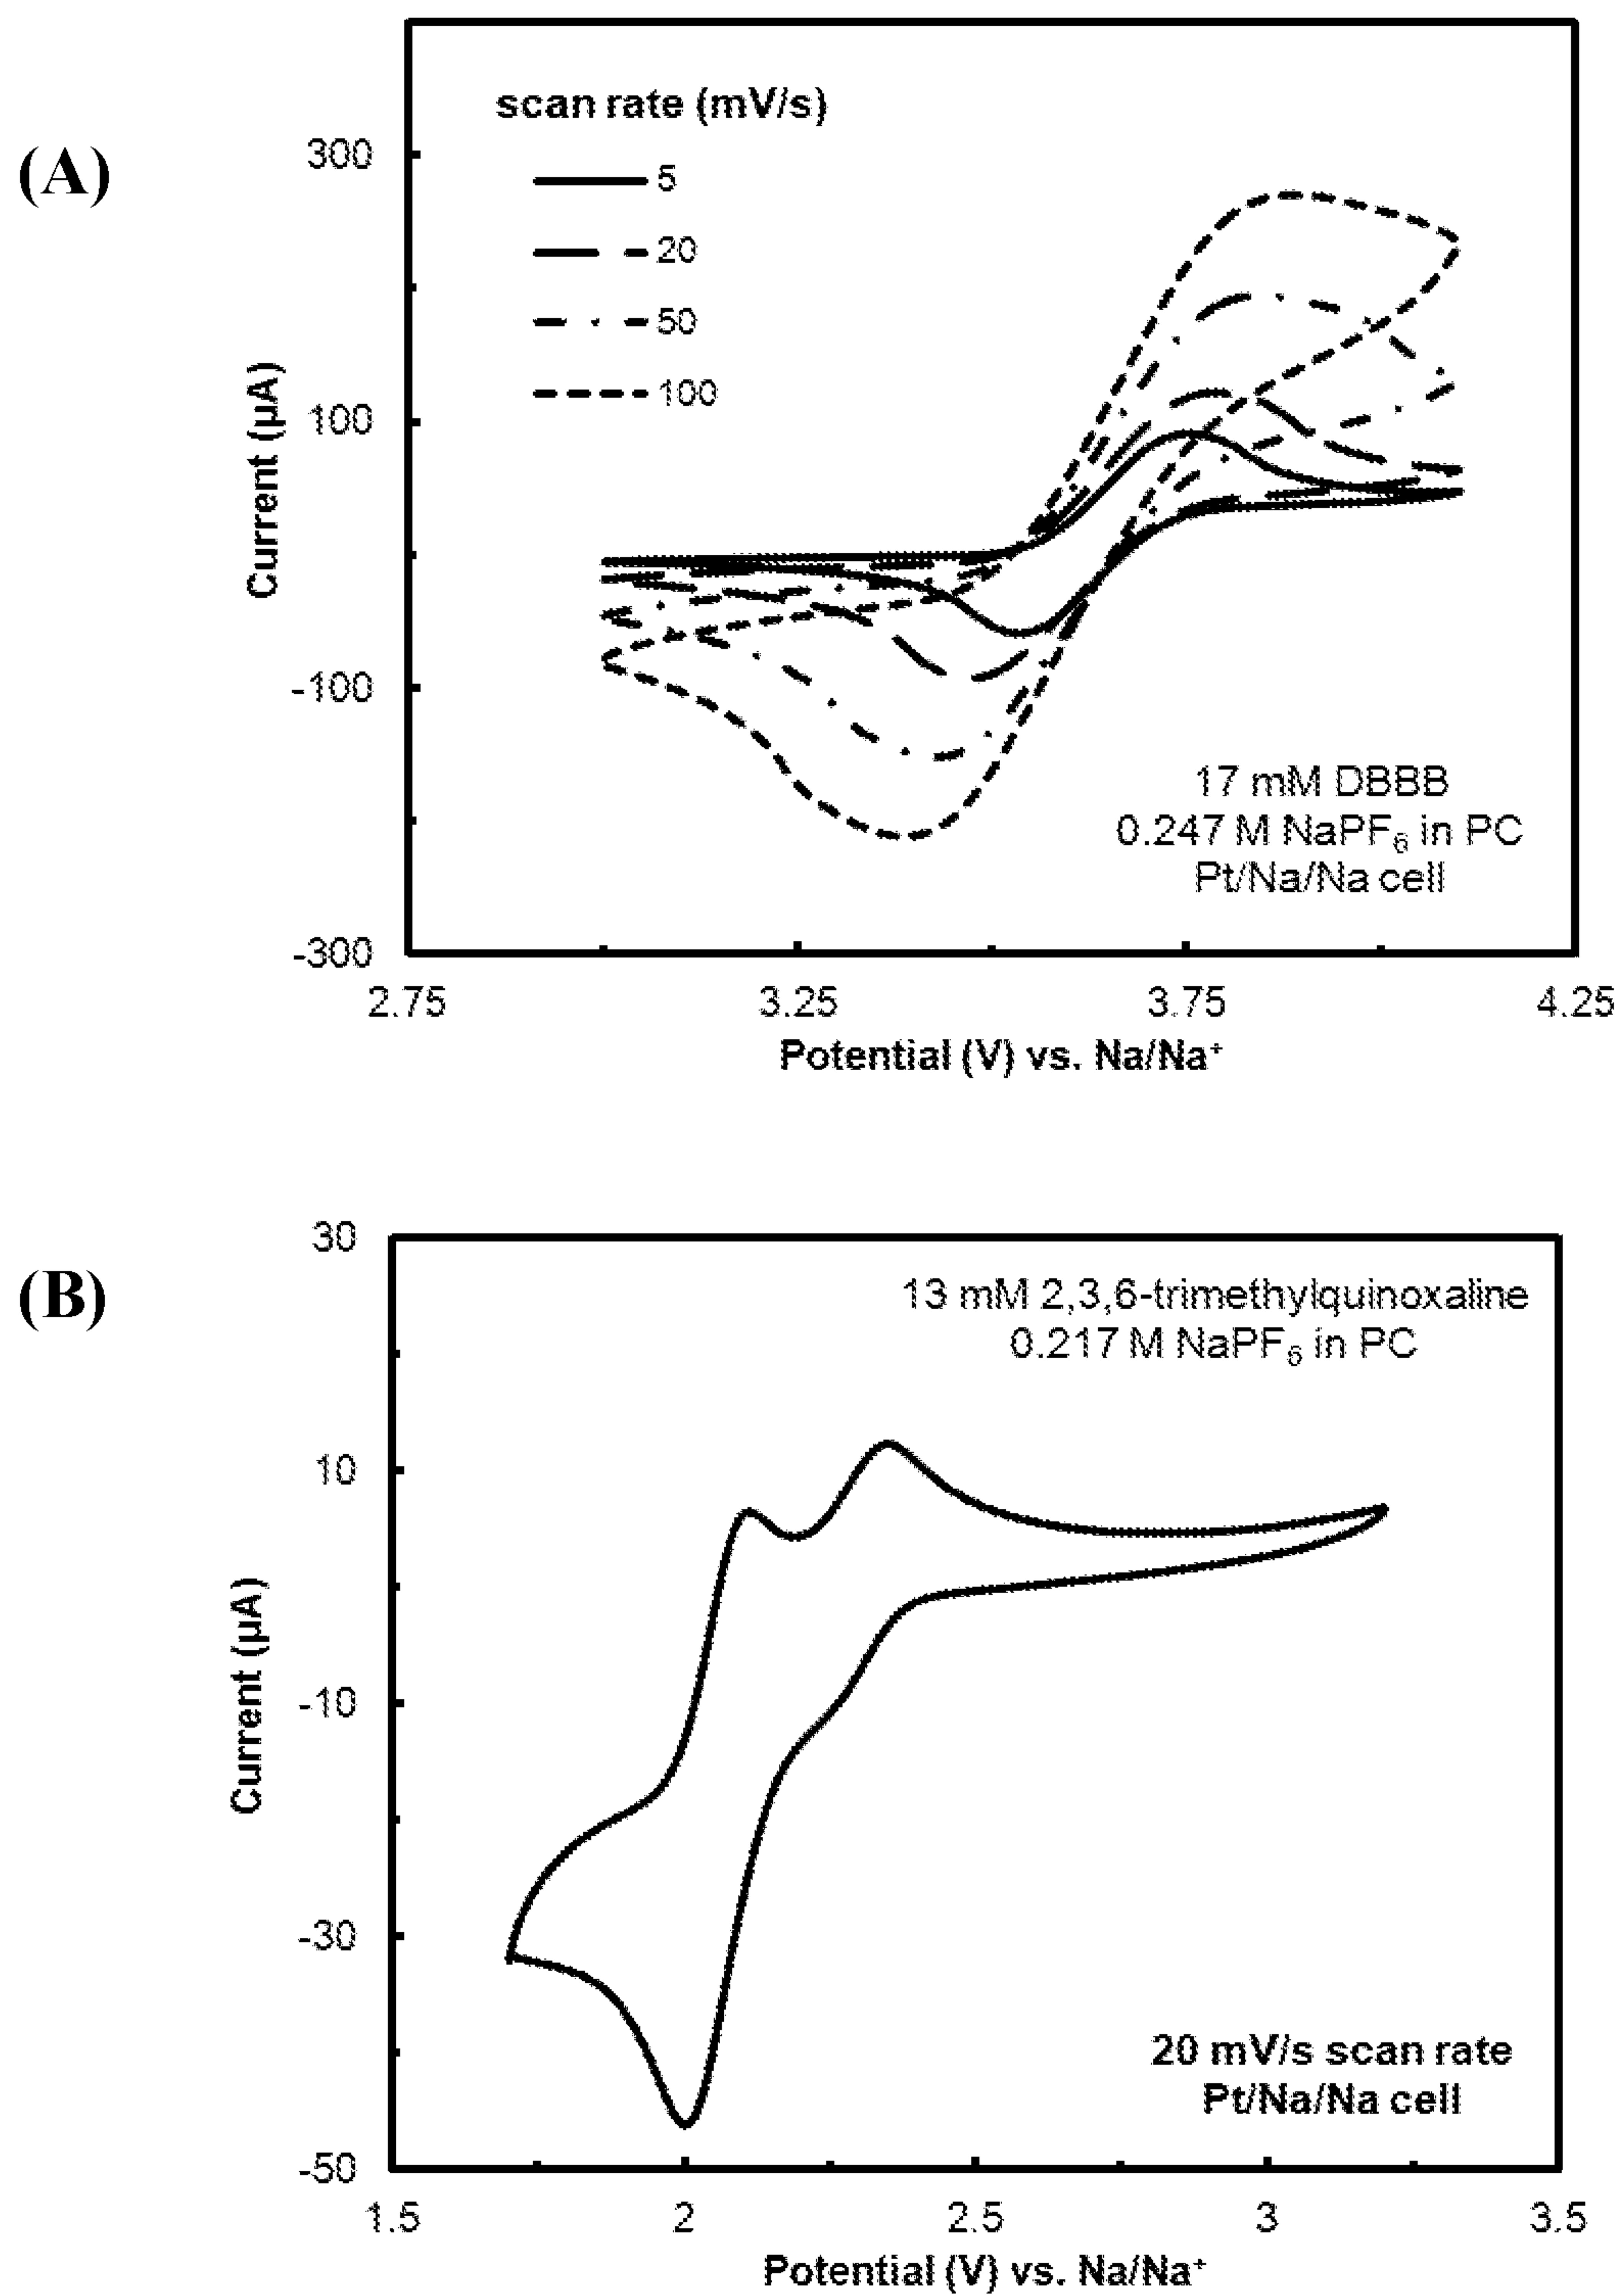 (A)
scan rate (mV/s)
5
20
50
100
300
100
-100
-300
Current (µA)
17 mM DBBB
0.247 M NaPF6 in PC
Pt/Na/Na cell
2.75 3.25 3.75 4.25
Potential (V) vs. Na/Na+
(B)
30
10
-10
-30
-50
Current (µA)
13 mM 2,3,6-trimethylquinoxaline
0.217 M NaPF6 in PC
20 mV/s scan rate
Pt/Na/Na cell
1.5 2 2.5 3 3.5
Potential (V) vs. Na/Na+